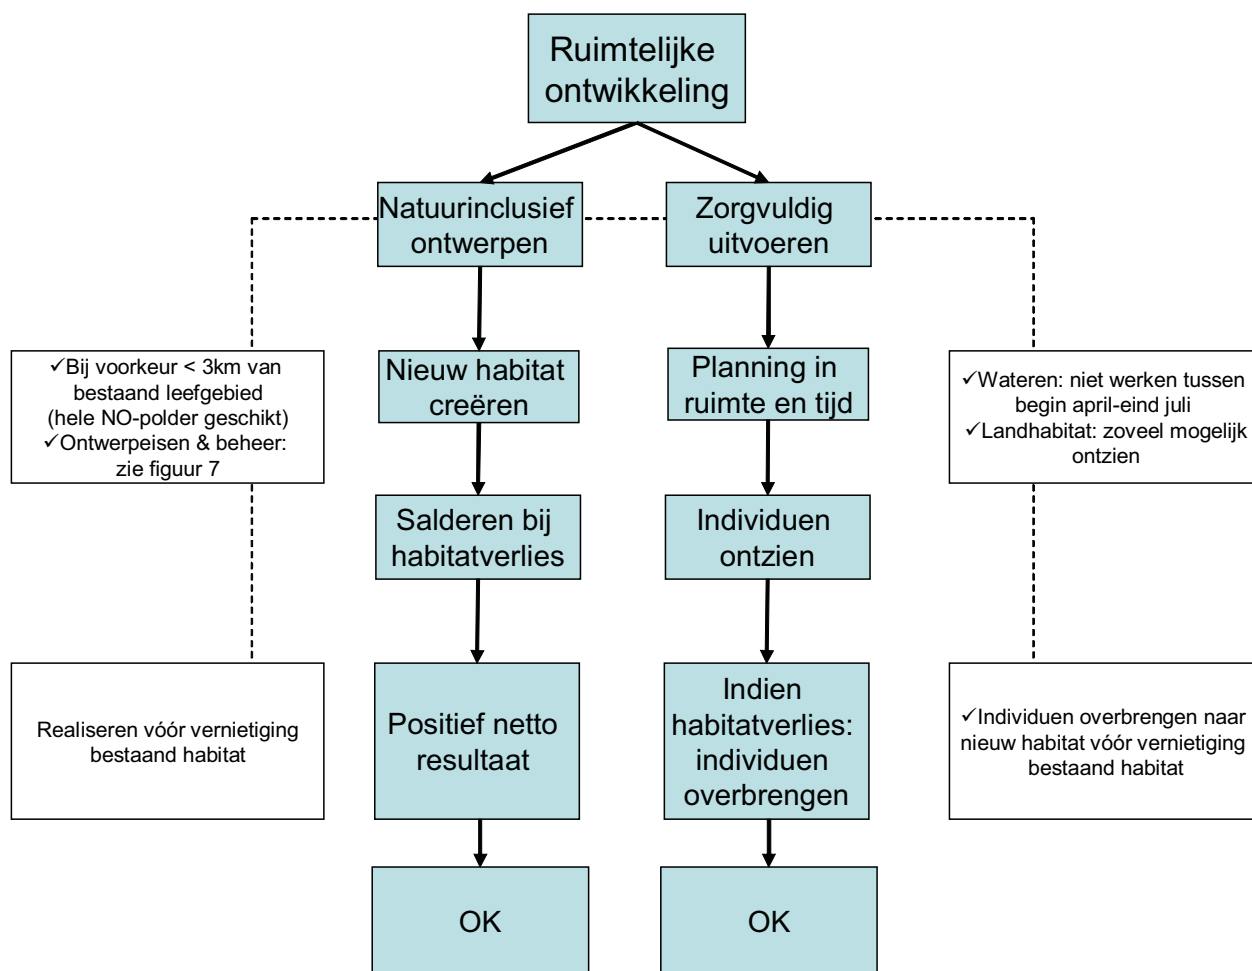 Ruimtelijke
ontwikkeling
Natuurinclusief
ontwerpen
Zorgvuldig
uitvoeren
✓Bij voorkeur < 3km van
bestaand leefgebied
(hele NO-polder geschikt)
✓Ontwerpeisen & beheer:
zie figuur 7
Nieuw habitat
creëren
Planning in
ruimte en tijd
✓Wateren: niet werken tussen
begin april-eind juli
✓Landhabitat: zoveel mogelijk
ontzien
Salderen bij
habitatverlies
Individuen
ontzien
Realiseren vóór vernietiging
bestaand habitat
Positief netto
resultaat
Indien
habitatverlies:
individuen
overbrengen
✓Individuen overbrengen naar
nieuw habitat vóór vernietiging
bestaand habitat
OK
OK